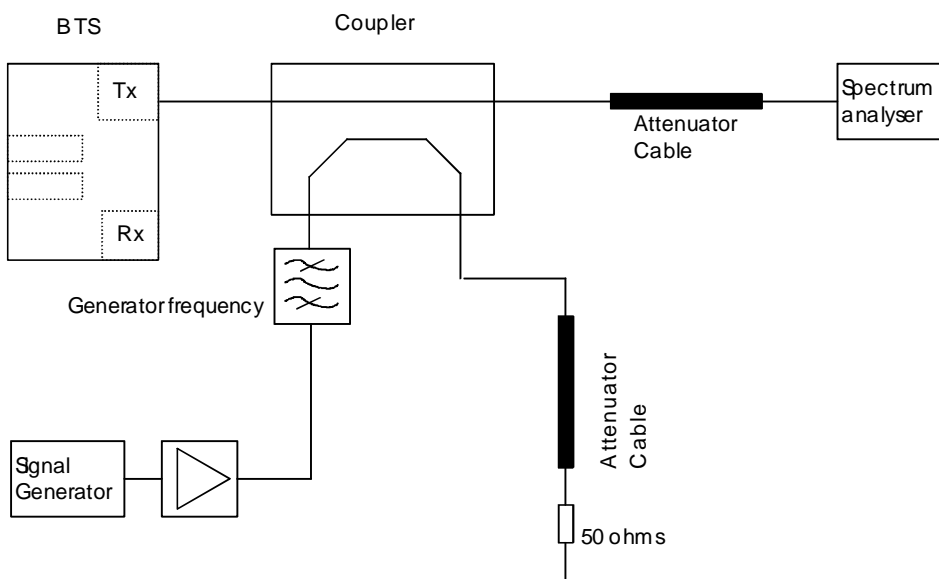 BTS
Coupler
Tx
Spectrum
analyser
Attenuator
Cable
Rx
Generator frequency
Attenuator
Cable
Signal
Generator
50 ohms